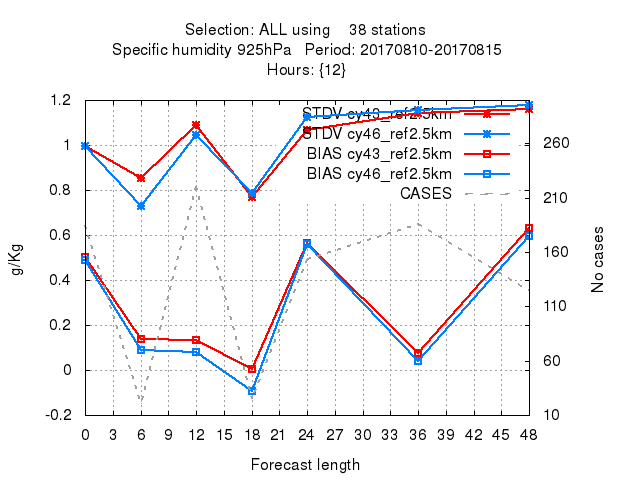 Selection: ALL using    38 stations
Specific humidity 925hPa   Period: 20170810-20170815
Hours: {12}
STDV cy43_ref2.5km
STDV cy46_ref2.5km
BIAS cy43_ref2.5km
BIAS cy46_ref2.5km
CASES
1.2
1
0.8
0.6
0.4
0.2
0
-0.2
g/Kg
260
210
160
110
60
10
No cases
0 3 6 9 12 15 18 21 24 27 30 33 36 39 42 45 48
Forecast length